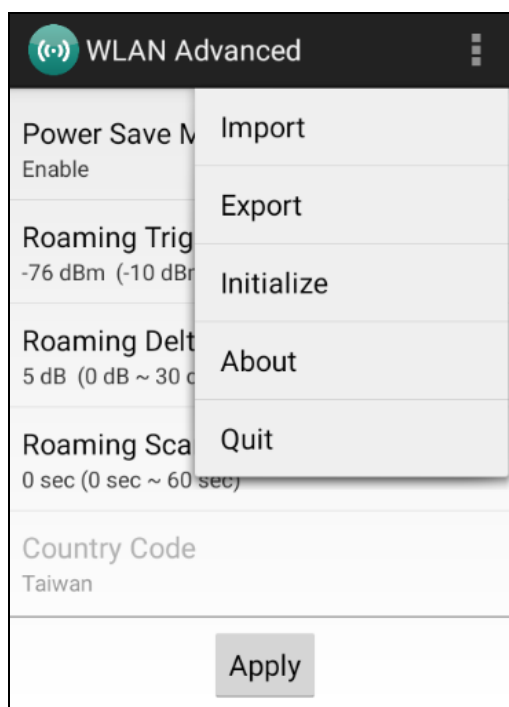 WLAN Advanced
Power Save M
Enable
Roaming Trig
-76 dBm (-10 dBm
Roaming Delt
5 dB (0 dB ~ 30 d
Roaming Sca
0 sec (0 sec ~ 60 sec)
Country Code
Taiwan
Import
Export
Initialize
About
Quit
Apply